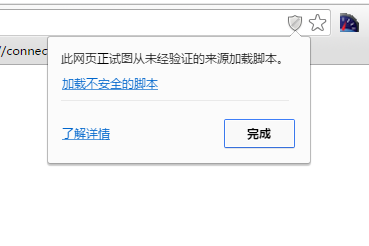 //connec
此网页正试图从未经验证的来源加载脚本。
加载不安全的脚本
了解详情
完成